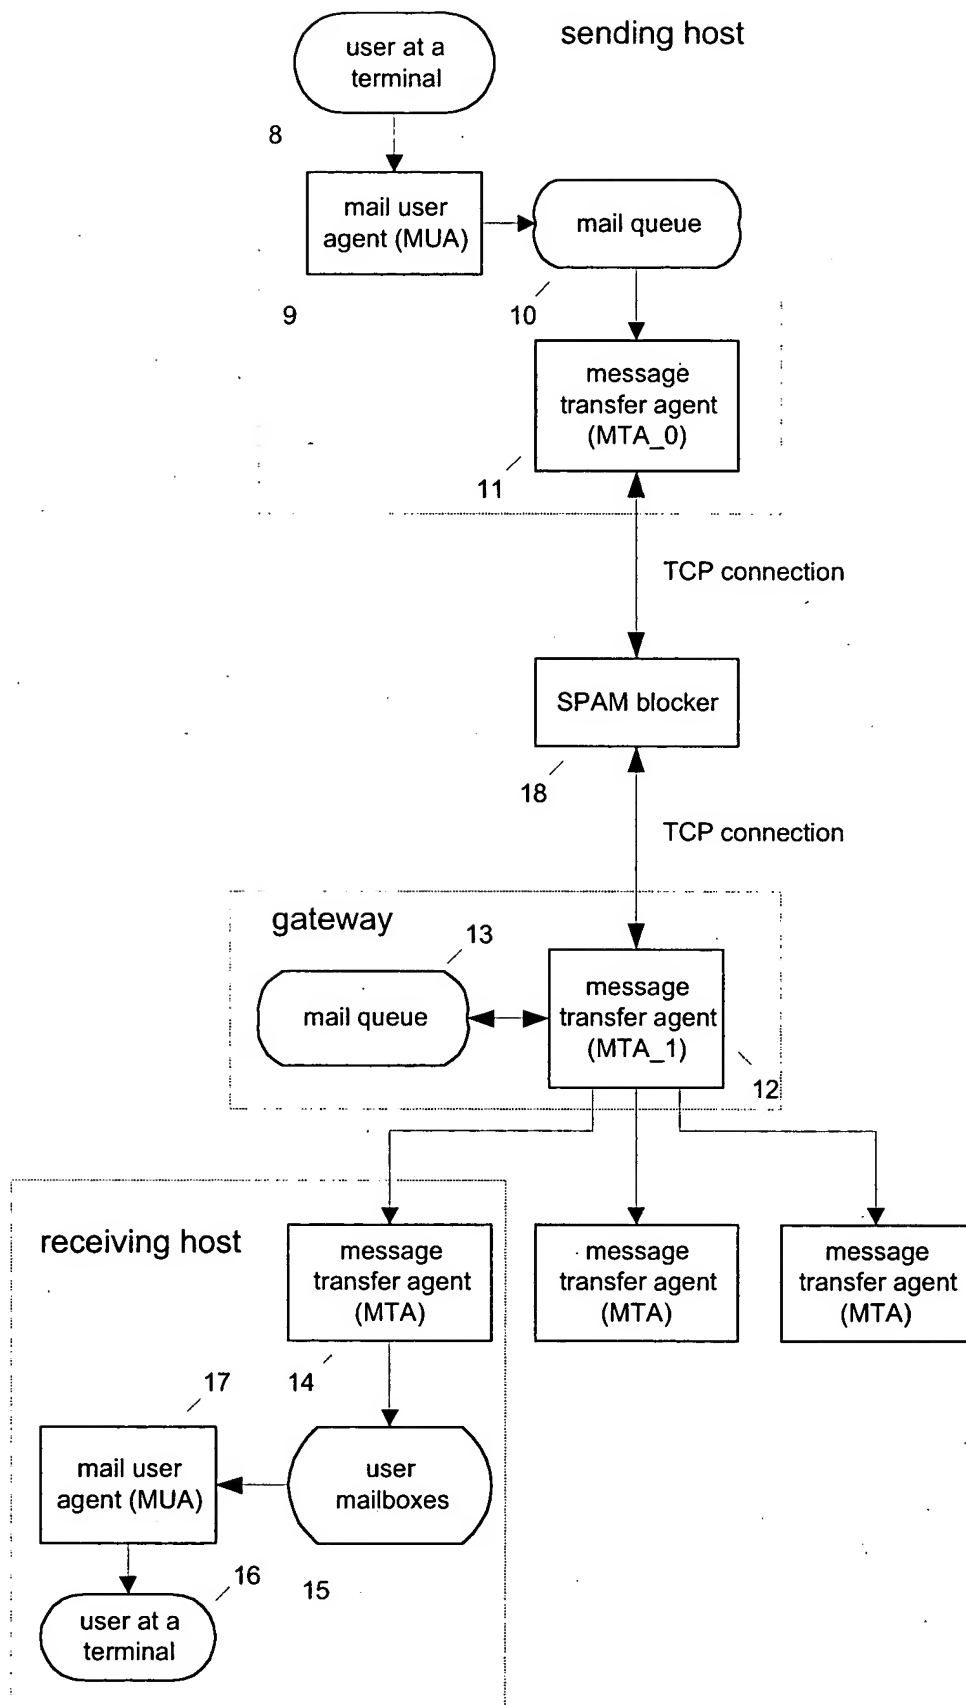 sending host
user at a
terminal
8
mail user
agent (MUA)
mail queue
9
10
message
transfer agent
(MTA_0)
11
TCP connection
SPAM blocker
18
TCP connection
gateway
13
mail queue
message
transfer agent
(MTA_1)
12
receiving host
message
transfer agent
(MTA)
message
transfer agent
(MTA)
message
transfer agent
(MTA)
14
17
mail user
agent (MUA)
user
mailboxes
16
15
user at a
terminal